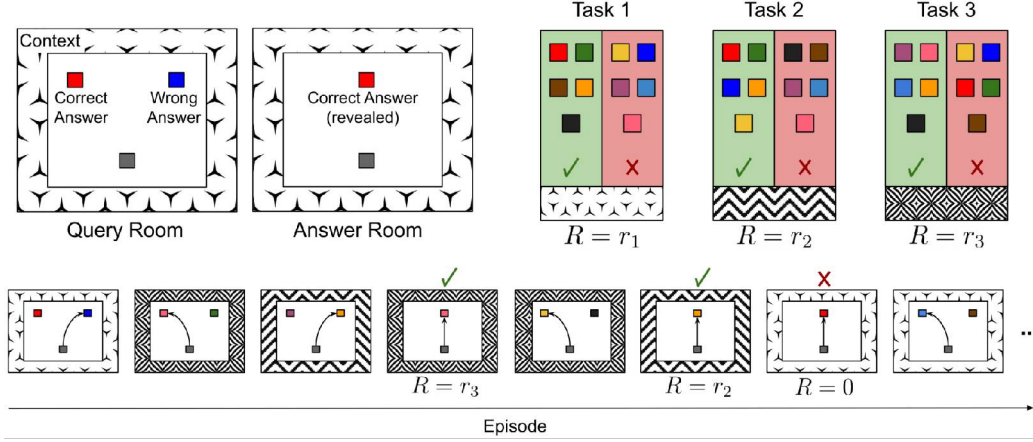 Task 1 Task 2 Task 3
Context
Correct Answer
Wrong Answer
Correct Answer (revealed)
Query Room
Answer Room
✓ X ✓ X ✓ X
R = r₁ R = r₂ R = r₃
✓ ✓ X
R = r₃ R = r₂ R = 0
...
Episode